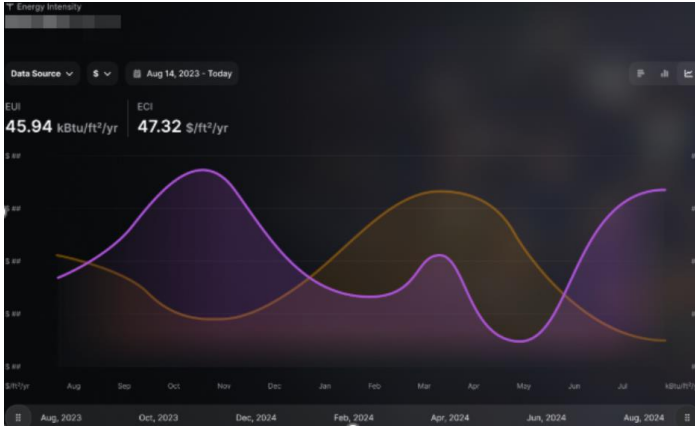 Energy Intensity
Data Source $ Aug 14, 2023 - Today
EUI ECI
45.94 kBtu/ft²/yr 47.32 $/ft²/yr
$ ##
$ ##
$ ##
$ ##
$ ##
$/ft²/yr Aug Sep Oct Nov Dec Jan Feb Mar Apr May Jun Jul kBtu/ft²
Aug, 2023 Oct, 2023 Dec, 2024 Feb, 2024 Apr, 2024 Jun, 2024 Aug, 2024